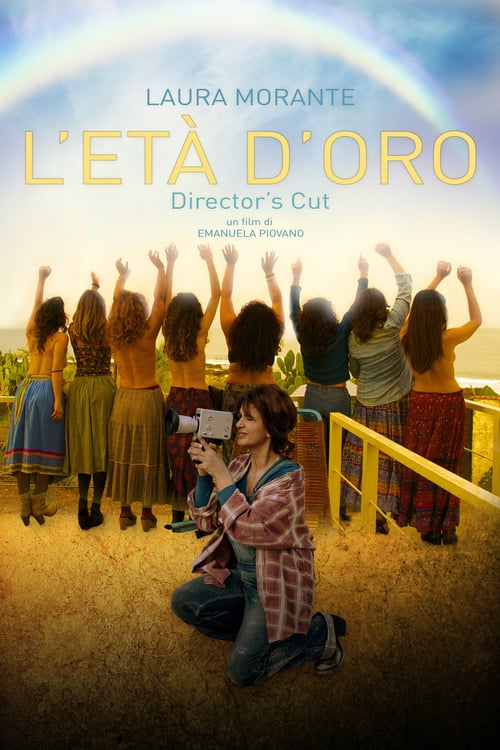 LAURA MORANTE
L'ETÀ D'ORO
Director's Cut
un film di
EMANUELA PIOVANO